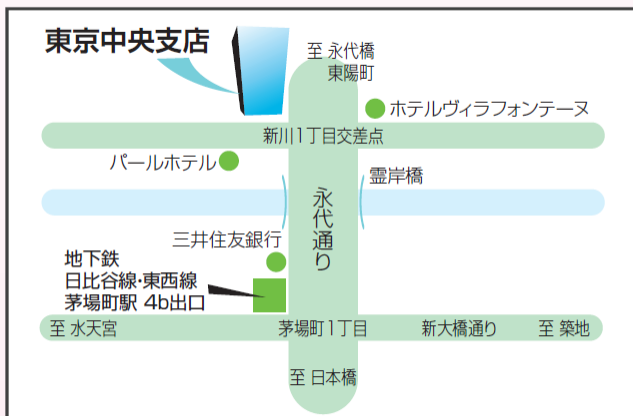 東京中央支店
至 永代橋
東陽町
ホテルヴィラフォンテーヌ
新川1丁目交差点
パールホテル
霊岸橋
永代通り
三井住友銀行
地下鉄
日比谷線・東西線
茅場町駅 4b出口
至 水天宮
茅場町1丁目
新大橋通り
至 築地
至 日本橋